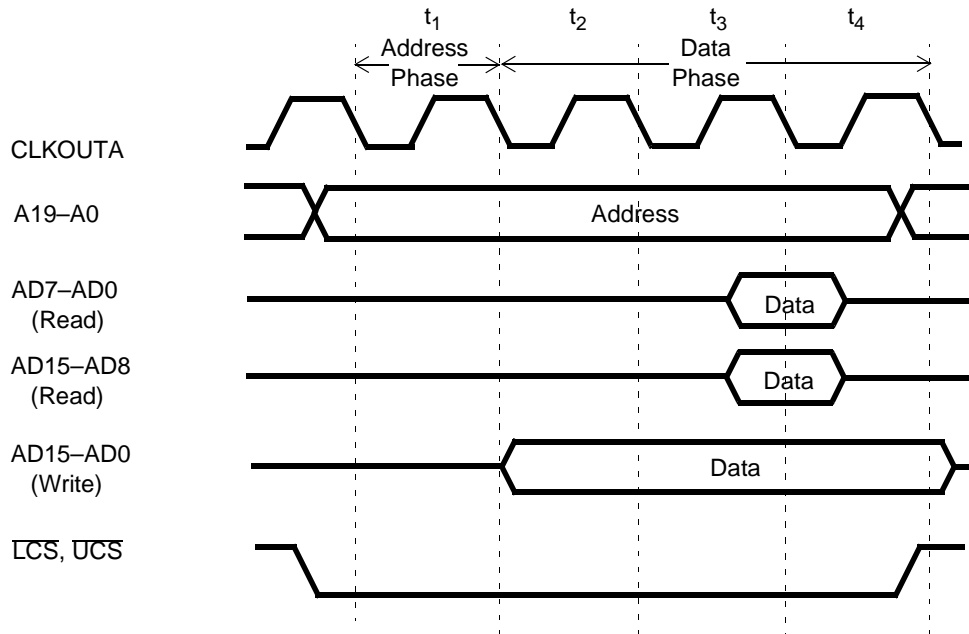 t1 t2 t3 t4
Address Phase
Data Phase
CLKOUTA
A19–A0
Address
AD7–AD0
(Read)
Data
AD15–AD8
(Read)
Data
AD15–AD0
(Write)
Data
LCS, UCS